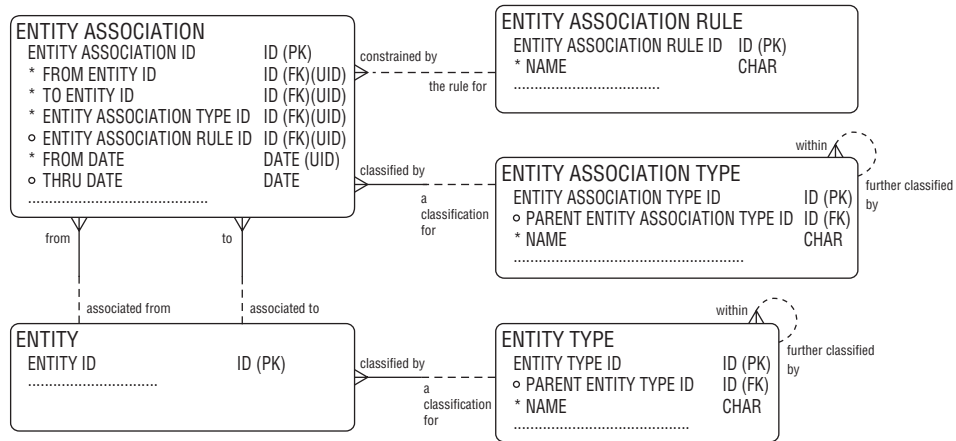 ENTITY ASSOCIATION
ENTITY ASSOCIATION ID ID (PK)
* FROM ENTITY ID ID (FK)(UID)
* TO ENTITY ID ID (FK)(UID)
* ENTITY ASSOCIATION TYPE ID ID (FK)(UID)
o ENTITY ASSOCIATION RULE ID ID (FK)(UID)
* FROM DATE DATE (UID)
o THRU DATE DATE
constrained by
the rule for
ENTITY ASSOCIATION RULE
ENTITY ASSOCIATION RULE ID ID (PK)
* NAME CHAR
classified by
a
classification
for
within
further classified
by
ENTITY ASSOCIATION TYPE
ENTITY ASSOCIATION TYPE ID ID (PK)
o PARENT ENTITY ASSOCIATION TYPE ID ID (FK)
* NAME CHAR
from
to
associated from
associated to
ENTITY
ENTITY ID ID (PK)
classified by
a
classification
for
within
further classified
by
ENTITY TYPE
ENTITY TYPE ID ID (PK)
o PARENT ENTITY TYPE ID ID (FK)
* NAME CHAR